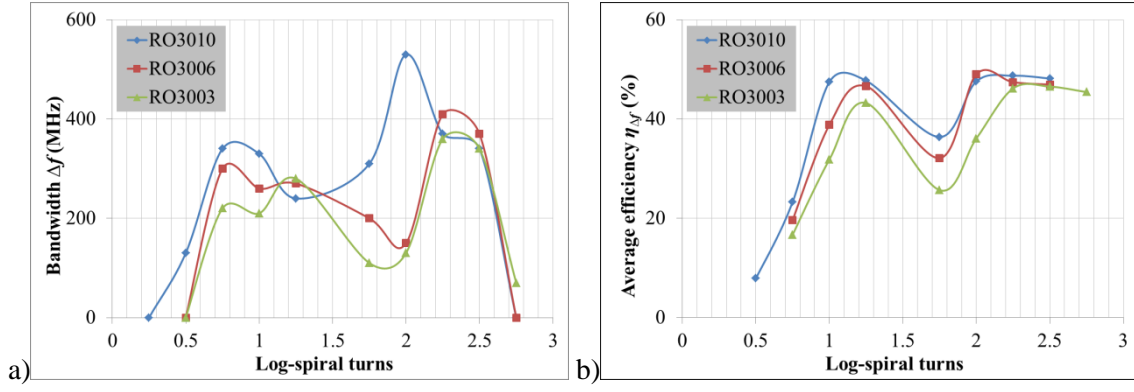 600
400
200
0
Bandwidth Δf (MHz)
RO3010
RO3006
RO3003
0 0.5 1 1.5 2 2.5 3
Log-spiral turns
a)
60
40
20
0
Average efficiency ηΔf (%)
RO3010
RO3006
RO3003
0 0.5 1 1.5 2 2.5 3
Log-spiral turns
b)